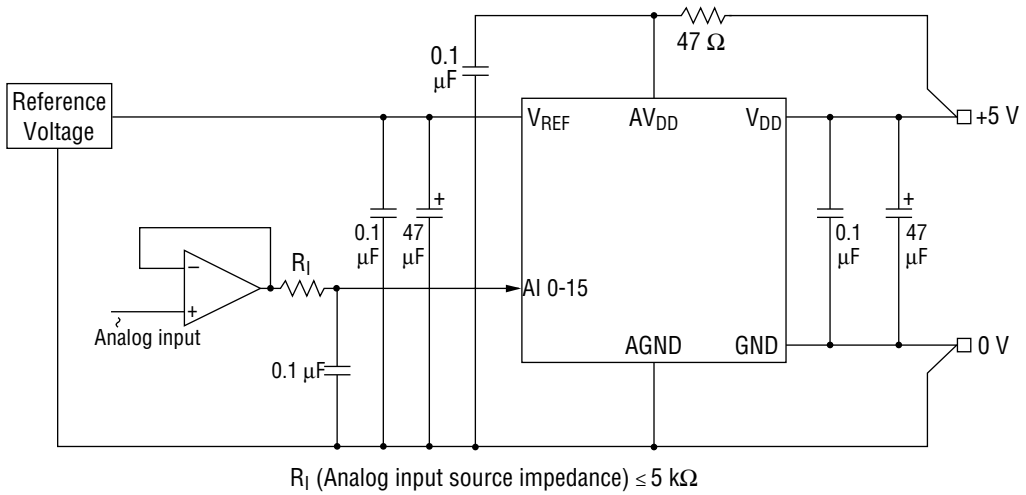 47 Ω
0.1
μF
Reference
Voltage
V_REF
AV_DD
V_DD
+5 V
+
+
0.1
μF
47
μF
0.1
μF
47
μF
R_I
−
+
AI 0-15
Analog input
AGND
GND
0 V
0.1 μF
R_I (Analog input source impedance) ≤ 5 kΩ